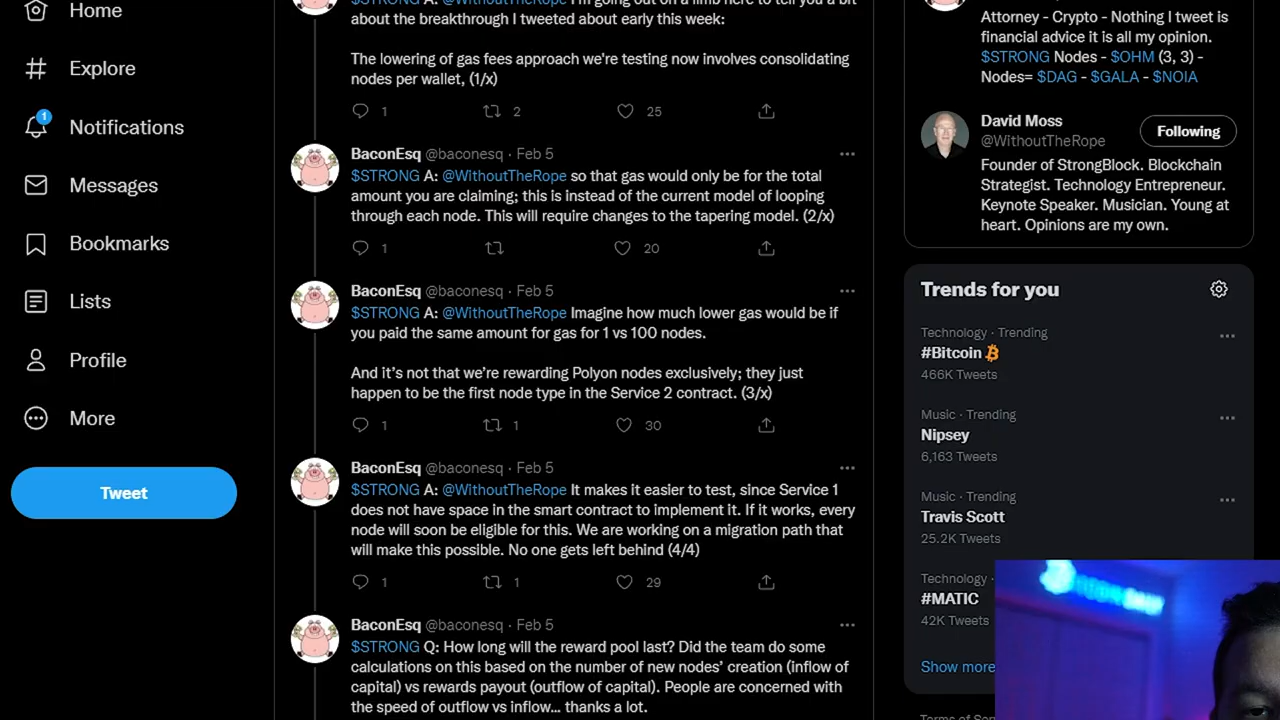 Home
Explore
1
Notifications
Messages
Bookmarks
Lists
Profile
More
Tweet
$STRONG A: @WithoutTheRope I'm going out on a limb here to tell you a bit
about the breakthrough I tweeted about early this week:
The lowering of gas fees approach we're testing now involves consolidating
nodes per wallet, (1/x)
1 2 25
BaconEsq @baconesq · Feb 5
$STRONG A: @WithoutTheRope so that gas would only be for the total
amount you are claiming; this is instead of the current model of looping
through each node. This will require changes to the tapering model. (2/x)
1 20
BaconEsq @baconesq · Feb 5
$STRONG A: @WithoutTheRope Imagine how much lower gas would be if
you paid the same amount for gas for 1 vs 100 nodes.
And it's not that we're rewarding Polyon nodes exclusively; they just
happen to be the first node type in the Service 2 contract. (3/x)
1 1 30
BaconEsq @baconesq · Feb 5
$STRONG A: @WithoutTheRope It makes it easier to test, since Service 1
does not have space in the smart contract to implement it. If it works, every
node will soon be eligible for this. We are working on a migration path that
will make this possible. No one gets left behind (4/4)
1 1 29
BaconEsq @baconesq · Feb 5
$STRONG Q: How long will the reward pool last? Did the team do some
calculations on this based on the number of new nodes' creation (inflow of
capital) vs rewards payout (outflow of capital). People are concerned with
the speed of outflow vs inflow... thanks a lot.
Attorney - Crypto - Nothing I tweet is
financial advice it is all my opinion.
$STRONG Nodes - $OHM (3, 3) -
Nodes= $DAG - $GALA - $NOIA
David Moss
@WithoutTheRope
Following
Founder of StrongBlock. Blockchain
Strategist. Technology Entrepreneur.
Keynote Speaker. Musician. Young at
heart. Opinions are my own.
Trends for you
Technology · Trending
#Bitcoin
466K Tweets
Music · Trending
Nipsey
6,163 Tweets
Music · Trending
Travis Scott
25.2K Tweets
Technology ·
#MATIC
42K Tweets
Show more